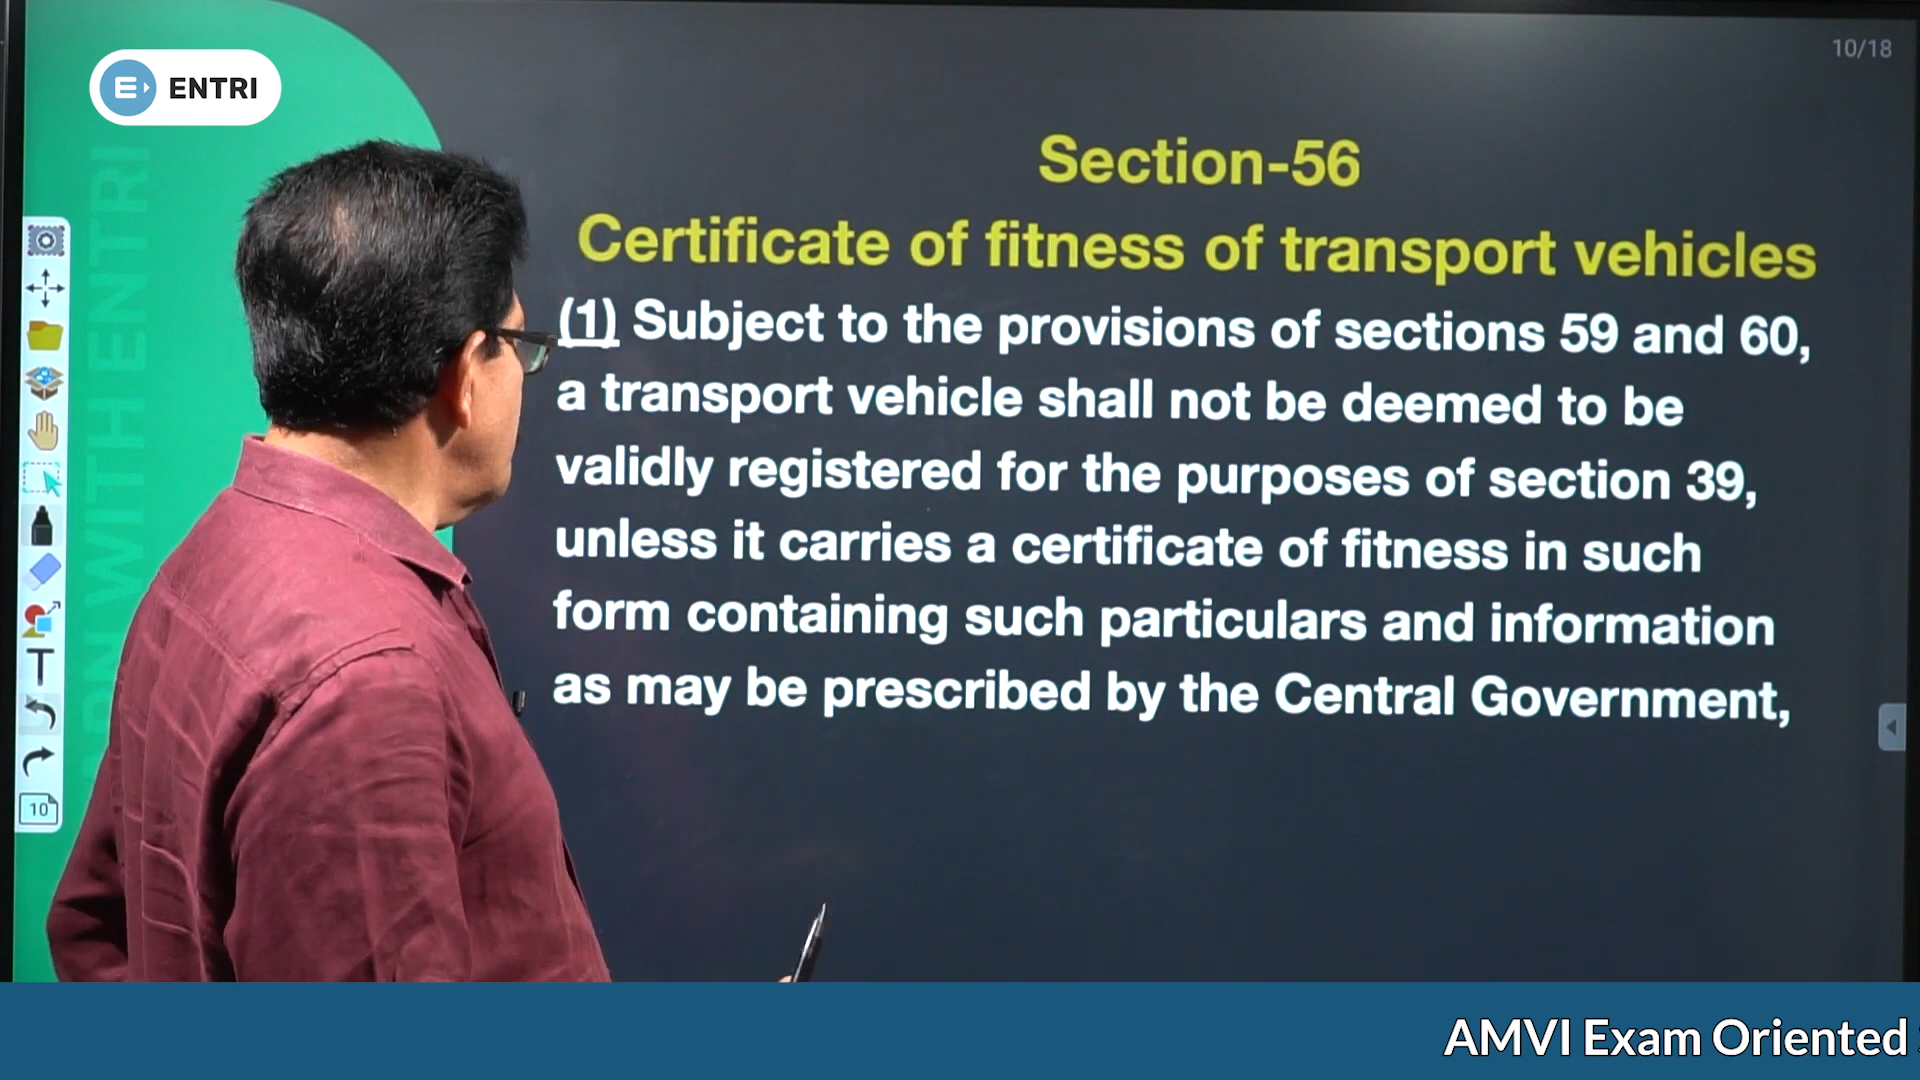 10/18
ENTRI
Section-56
Certificate of fitness of transport vehicles
(1) Subject to the provisions of sections 59 and 60,
a transport vehicle shall not be deemed to be
validly registered for the purposes of section 39,
unless it carries a certificate of fitness in such
form containing such particulars and information
as may be prescribed by the Central Government,
WITH ENTRI
T
10
AMVI Exam Oriented